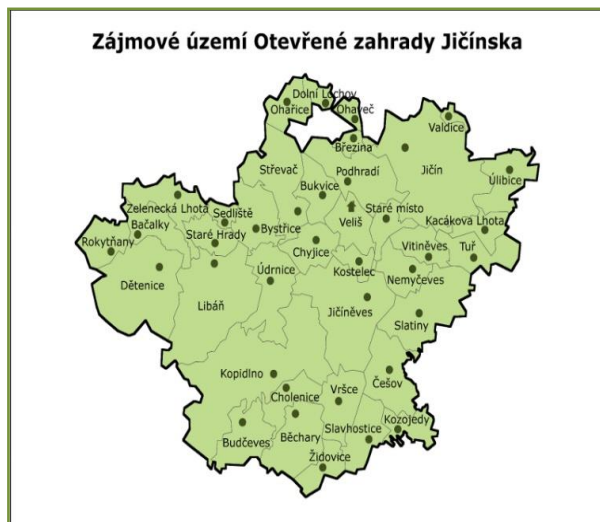 Zájmové území Otevřené zahrady Jičínska
Dolní Lochov
Ohařice
Ohaveč
Valdice
Březina
Střevač
Podhradí
Jičín
Úlibice
Bukvice
Zelenecká Lhota
Sedliště
Veliš
Staré místo
Kacákova Lhota
Bačalky
Bystřice
Rokytňany
Staré Hrady
Chyjice
Vitiněves
Tuř
Dětenice
Údrnice
Kostelec
Nemyčeves
Libáň
Jičíněves
Slatiny
Kopidlno
Češov
Cholenice
Vršce
Kozojedy
Budčeves
Běchary
Slavhostice
Židovice